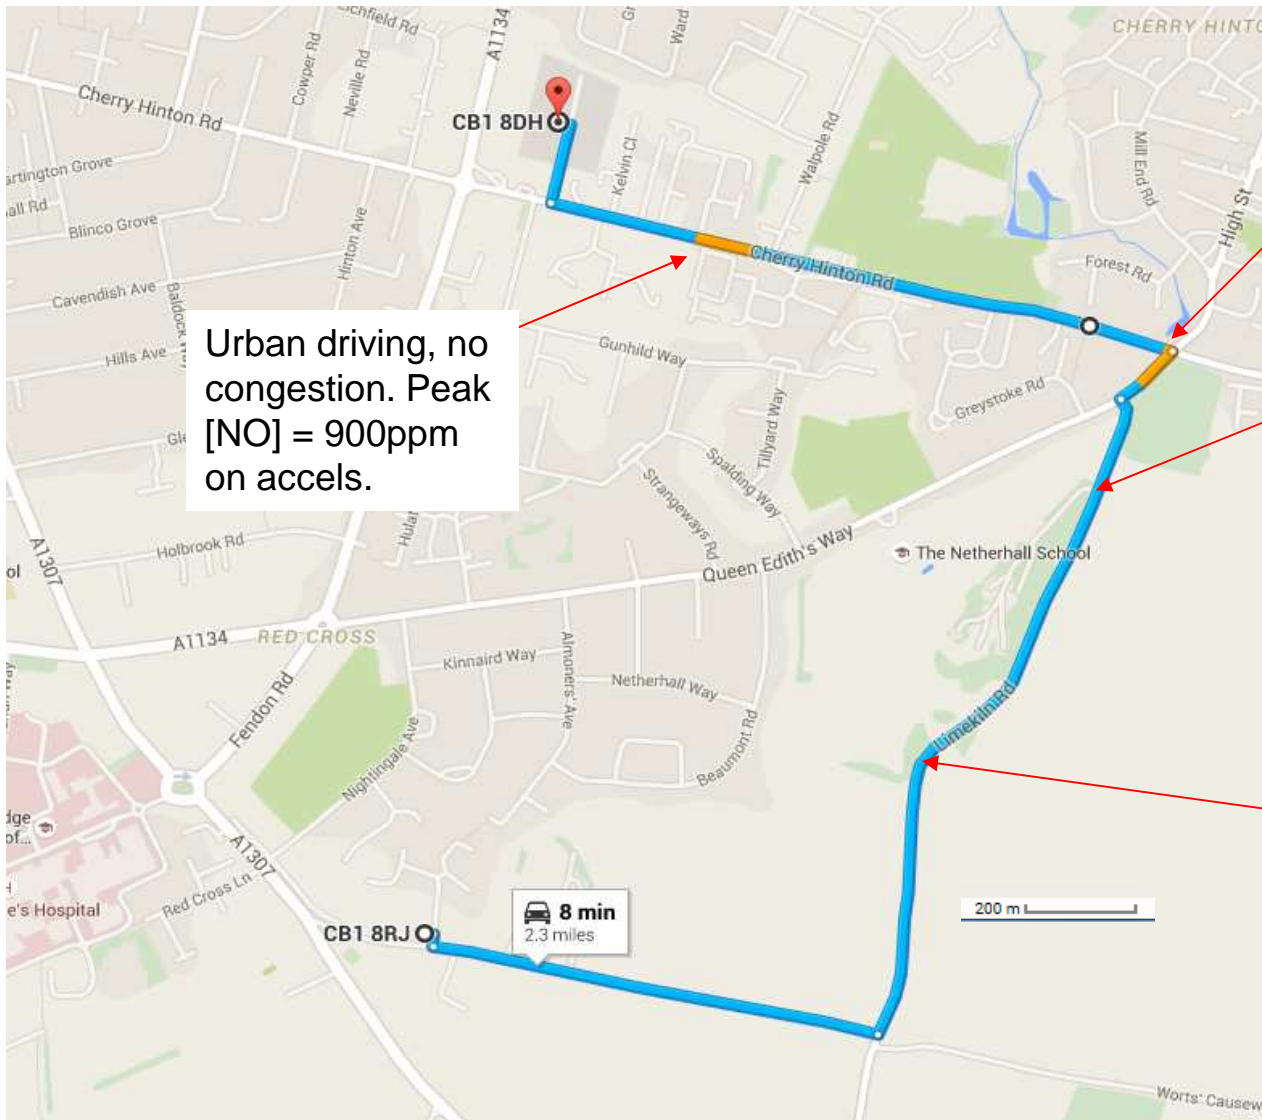 CHERRY HINTO
A1134
Cowper Rd
Neville Rd
Ward
Cherry Hinton Rd
CB1 8DH
Kelvin Cl
Walpole Rd
Mill End Rd
High St
Blinco Grove
Hinton Ave
Cavendish Ave
Hills Ave
Cherry Hinton Rd
Forest Rd
Urban driving, no
congestion. Peak
[NO] = 900ppm
on accels.
Gunhild Way
Greystoke Rd
Tillyard Way
Spalding Way
Strangeways Rd
Holbrook Rd
A1307
Queen Edith's Way
The Netherhall School
A1134
RED CROSS
Kinnaird Way
Almoners' Ave
Netherhall Way
Fendon Rd
Limekiln Rd
Beaumont Rd
Nightingale Ave
A1307
Red Cross Ln
e's Hospital
8 min
2.3 miles
200 m
CB1 8RJ
Worts' Causew